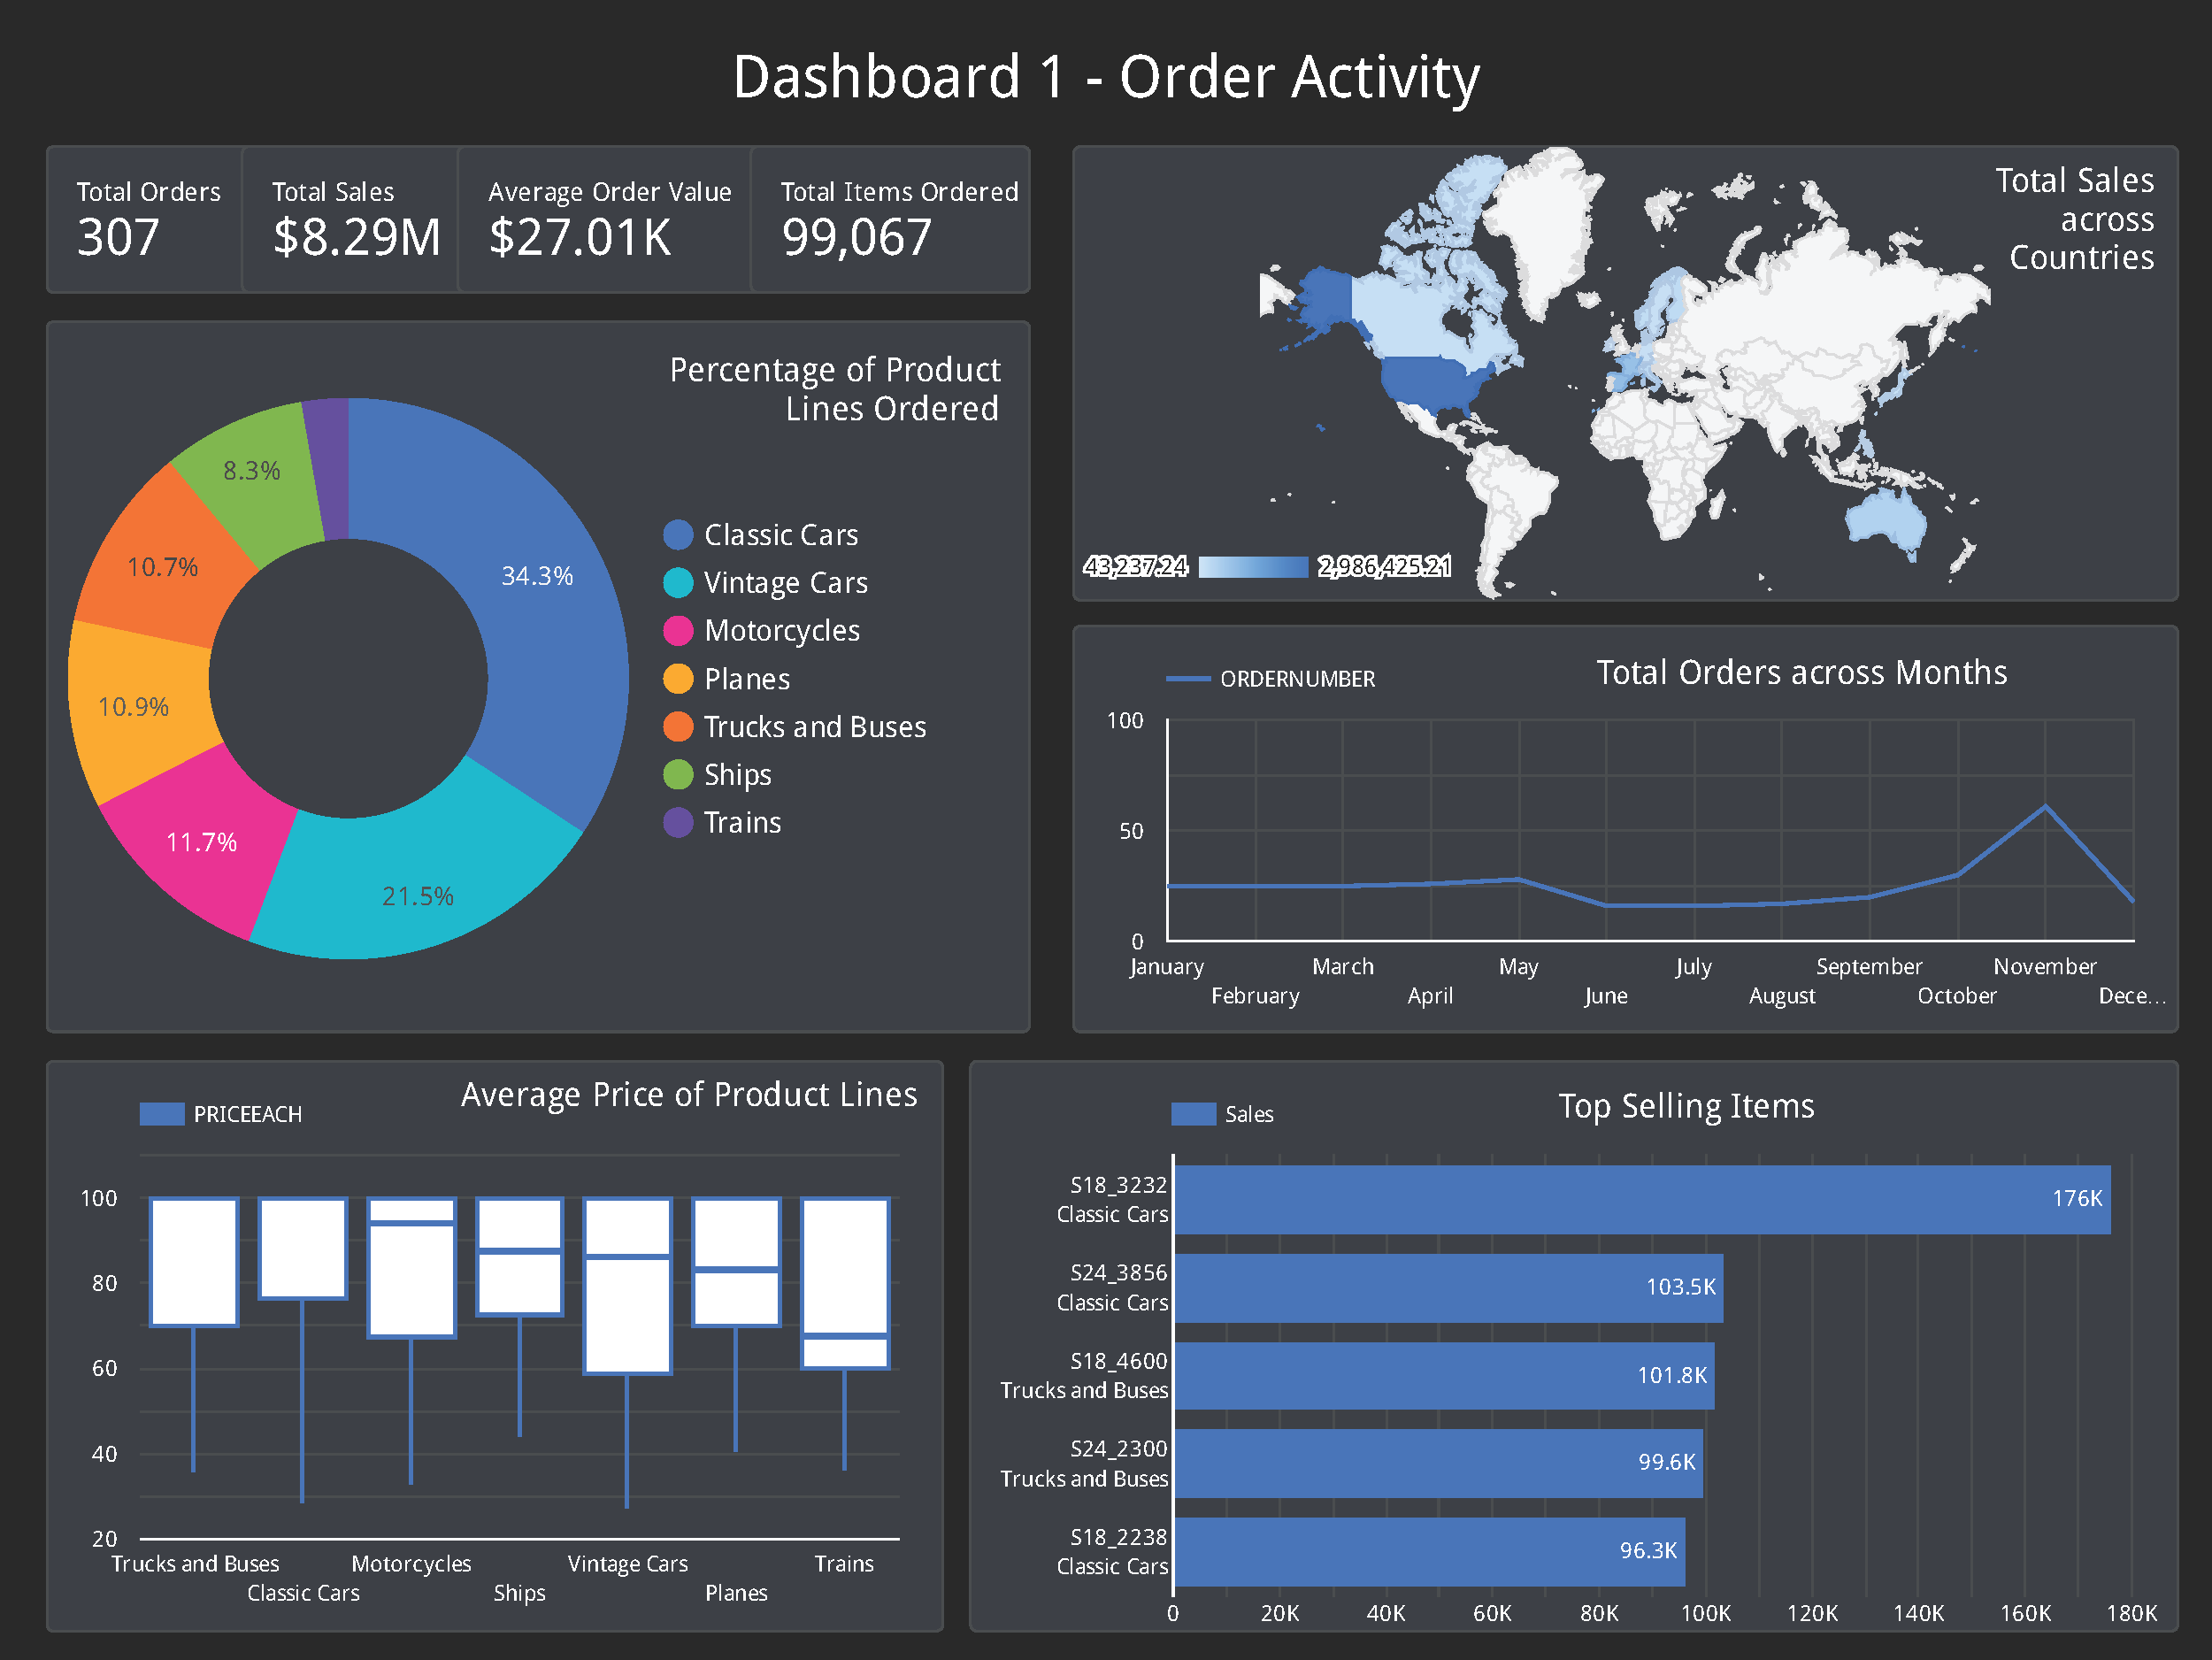 Dashboard 1 - Order Activity
Total Orders
307
Total Sales
$8.29M
Average Order Value
$27.01K
Total Items Ordered
99,067
Percentage of Product
Lines Ordered
34.3%
21.5%
11.7%
10.9%
10.7%
8.3%
Classic Cars
Vintage Cars
Motorcycles
Planes
Trucks and Buses
Ships
Trains
Total Sales
across
Countries
43,237.24
2,986,425.21
ORDERNUMBER
Total Orders across Months
100
50
0
January
February
March
April
May
June
July
August
September
October
November
Dece...
PRICEEACH
Average Price of Product Lines
100
80
60
40
20
Trucks and Buses
Classic Cars
Motorcycles
Ships
Vintage Cars
Planes
Trains
Sales
Top Selling Items
S18_3232
Classic Cars
176K
S24_3856
Classic Cars
103.5K
S18_4600
Trucks and Buses
101.8K
S24_2300
Trucks and Buses
99.6K
S18_2238
Classic Cars
96.3K
0
20K
40K
60K
80K
100K
120K
140K
160K
180K